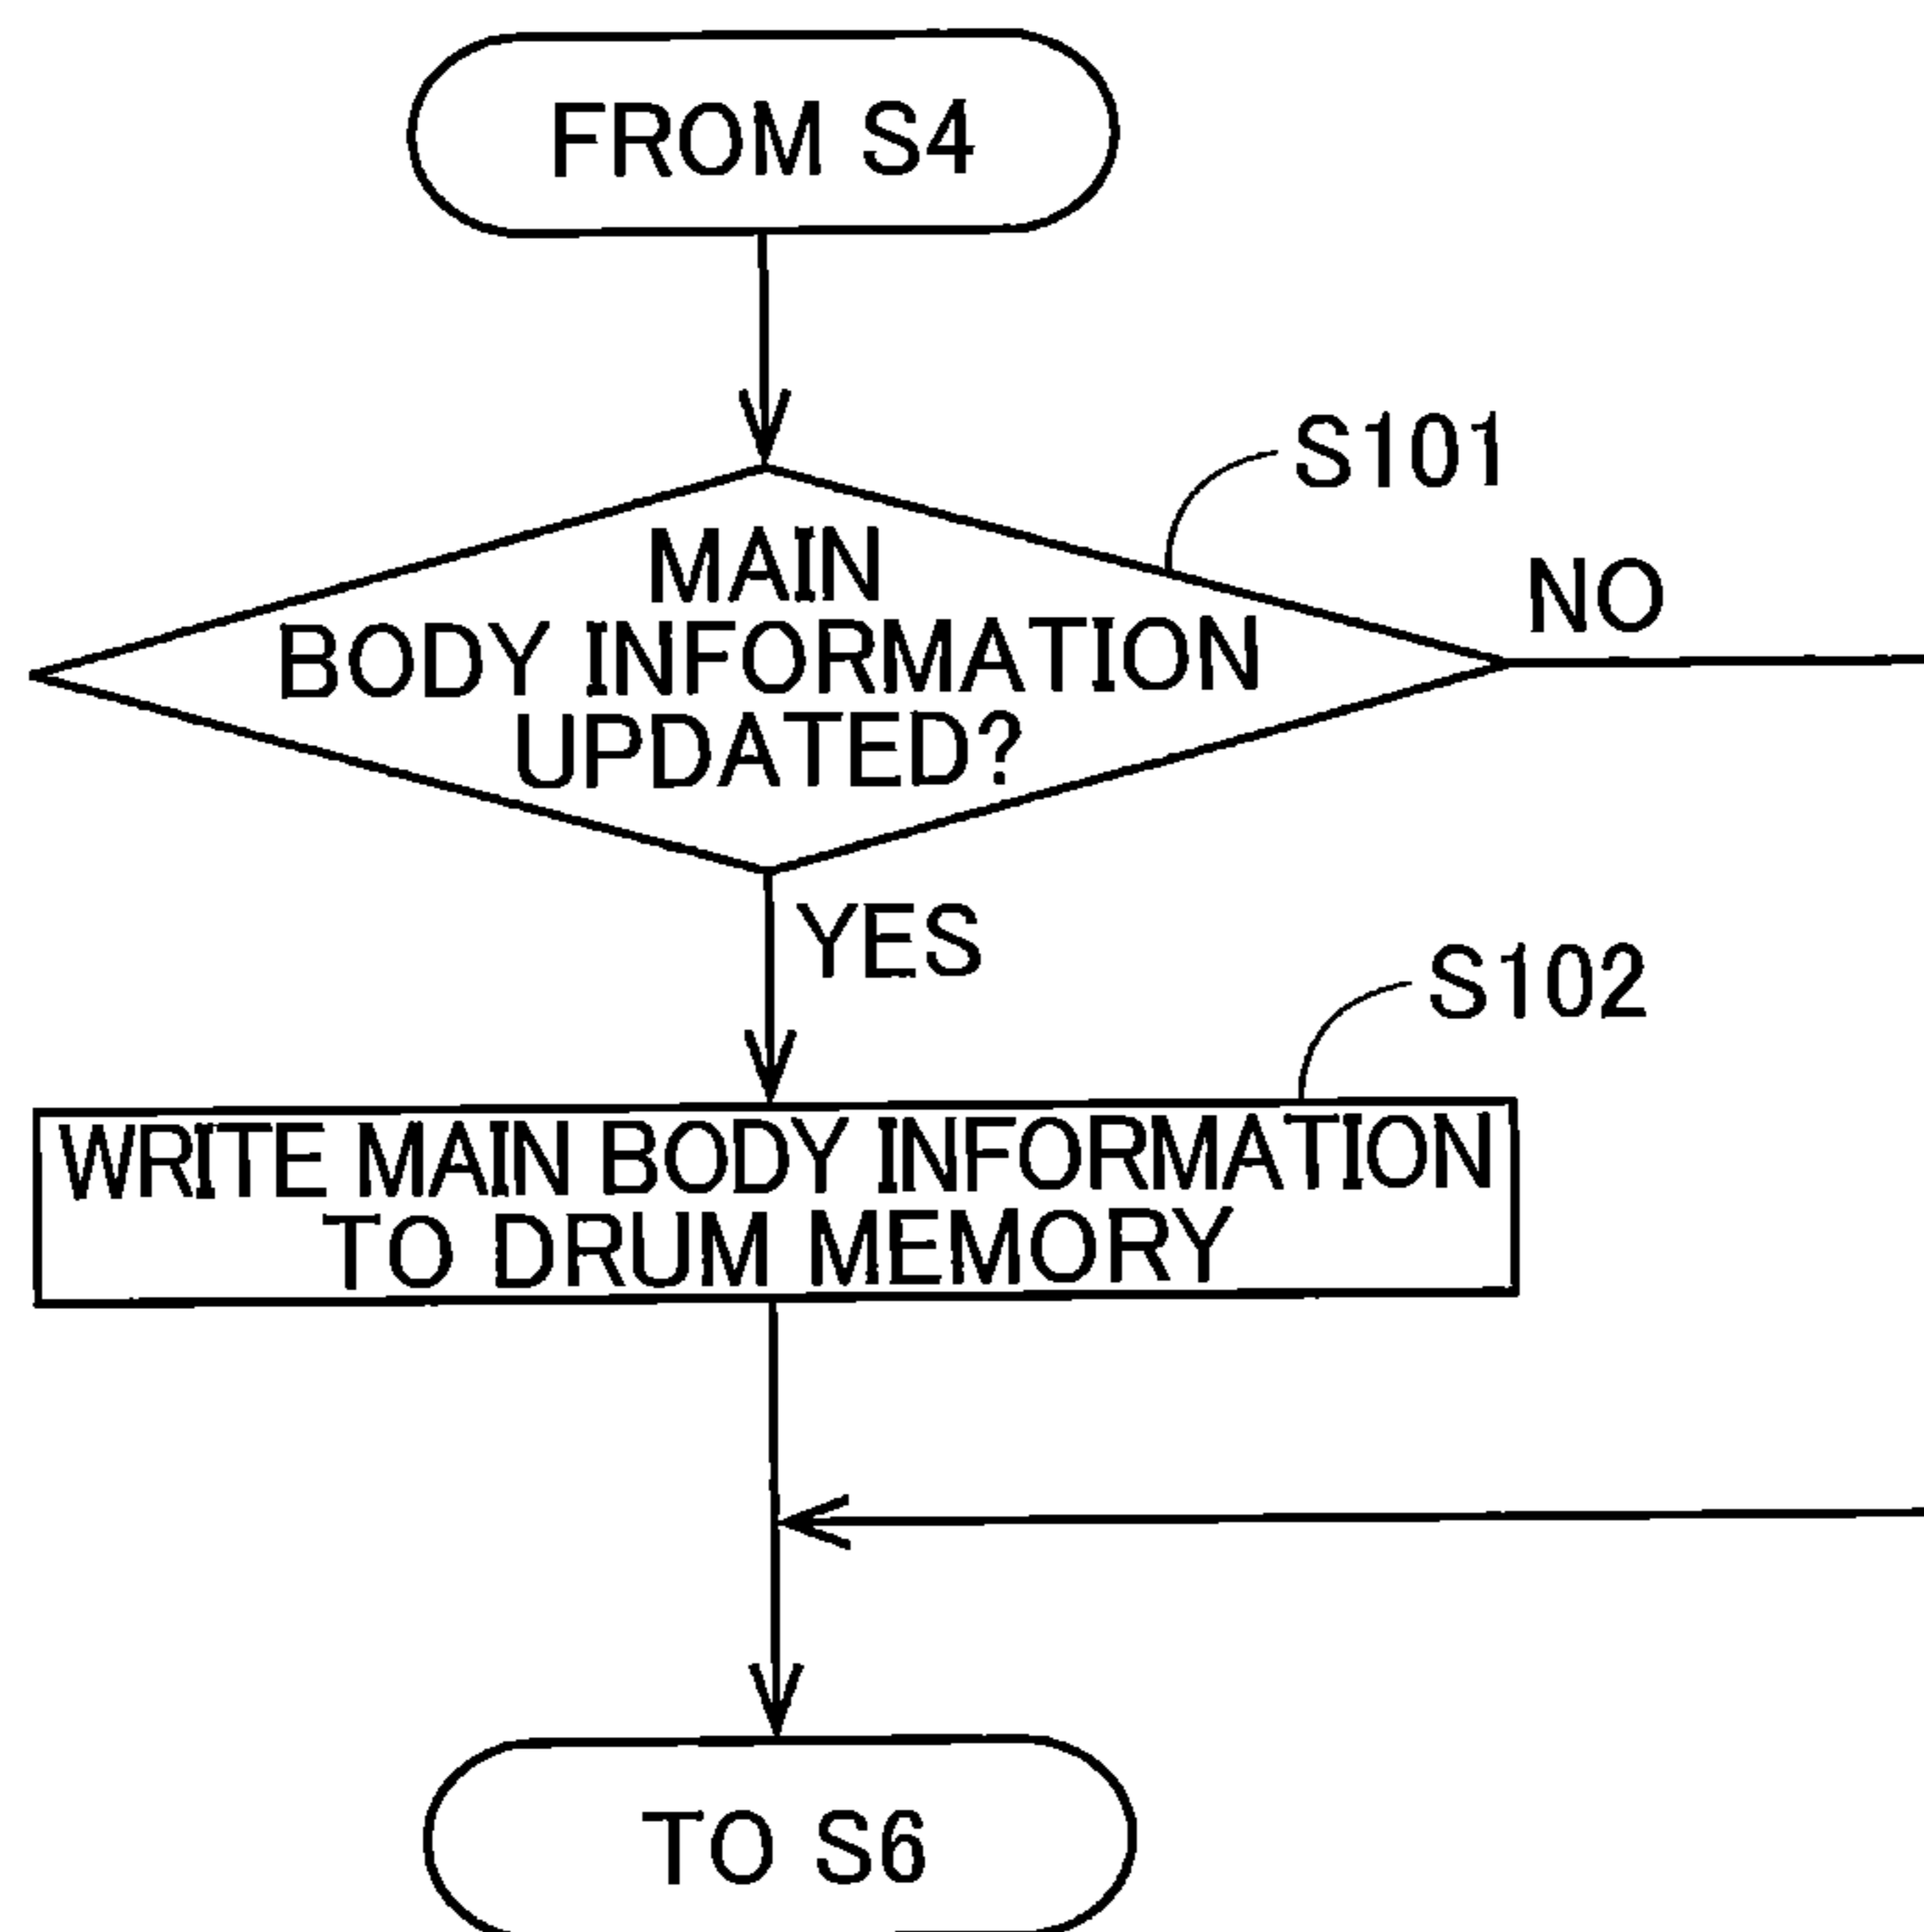 FROM S4
S101
MAIN
BODY INFORMATION
UPDATED?
NO
YES
S102
WRITE MAIN BODY INFORMATION
TO DRUM MEMORY
TO S6